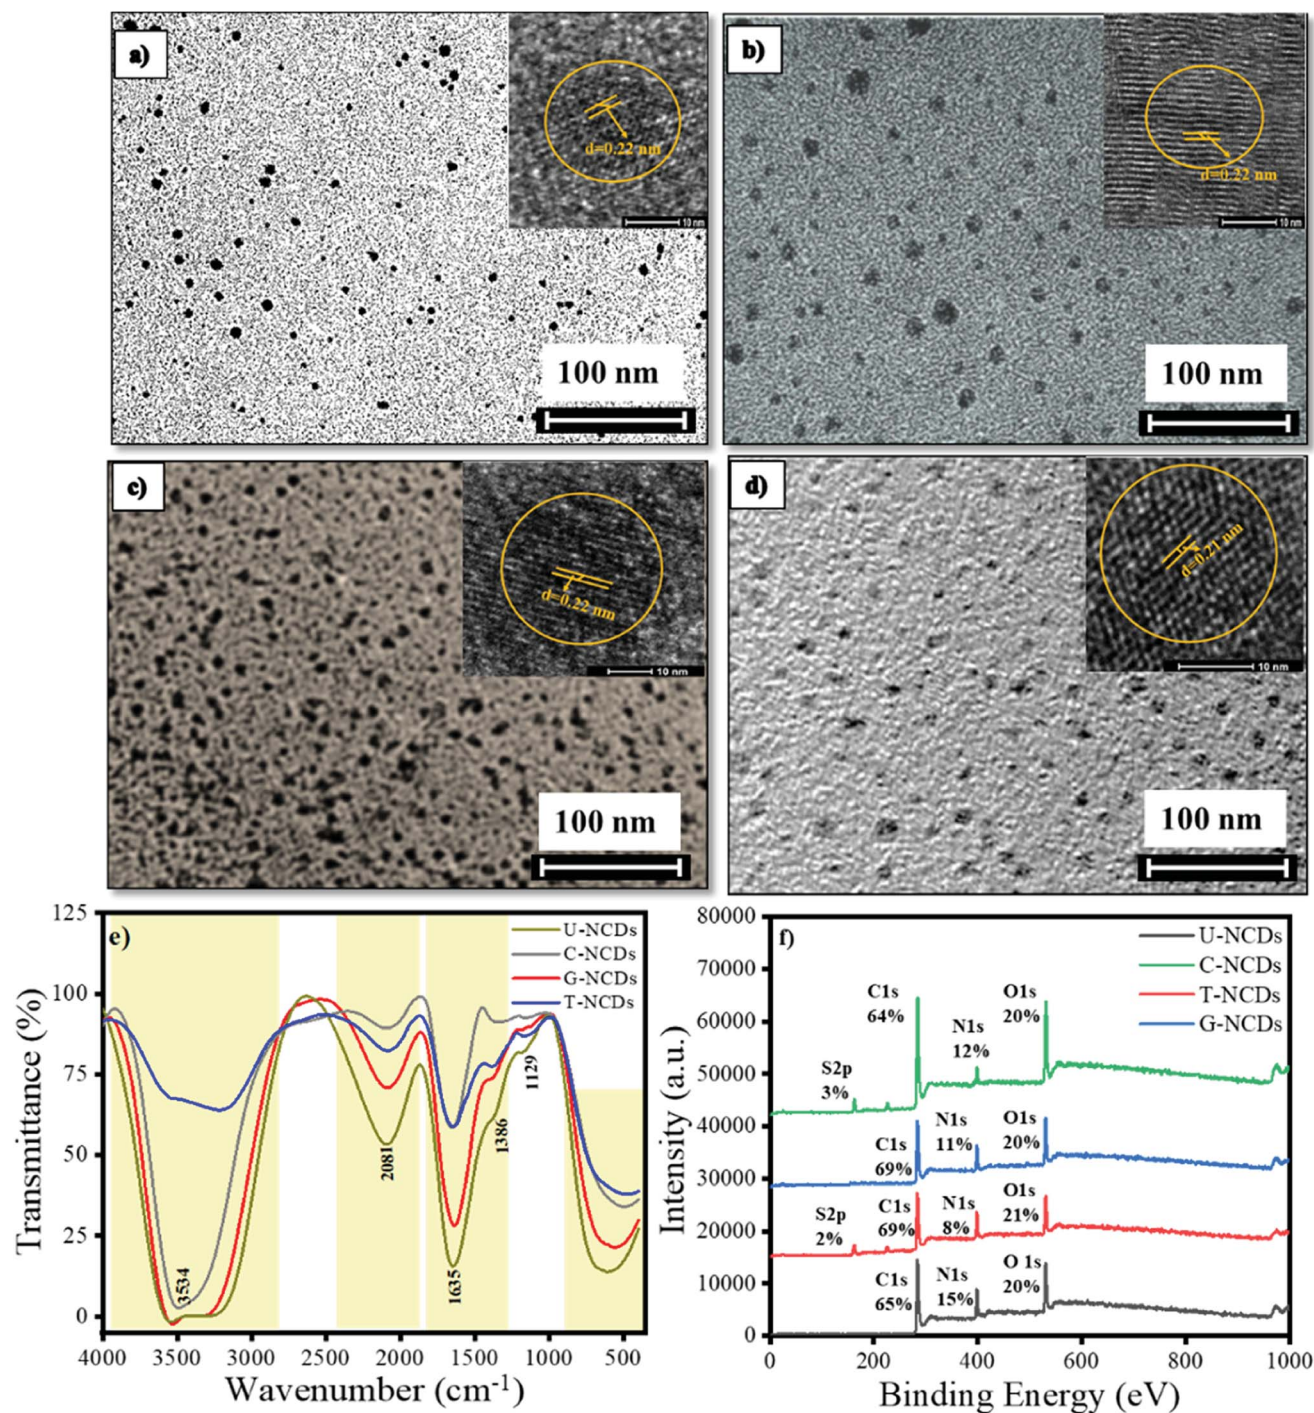 a)
d=0.22 nm
10 nm
100 nm
b)
d=0.22 nm
10 nm
100 nm
c)
d=0.22 nm
10 nm
100 nm
d)
d=0.21 nm
10 nm
100 nm
e)
U-NCDs
C-NCDs
G-NCDs
T-NCDs
125
100
75
50
25
0
Transmittance (%)
3534
2081
1635
1386
1129
4000 3500 3000 2500 2000 1500 1000 500
Wavenumber (cm⁻¹)
f)
U-NCDs
C-NCDs
T-NCDs
G-NCDs
80000
70000
60000
50000
40000
30000
20000
10000
0
Intensity (a.u.)
S2p
3%
C1s
64%
N1s
12%
O1s
20%
C1s
69%
N1s
11%
O1s
20%
S2p
2%
C1s
69%
N1s
8%
O1s
21%
C1s
65%
N1s
15%
O 1s
20%
0 200 400 600 800 1000
Binding Energy (eV)